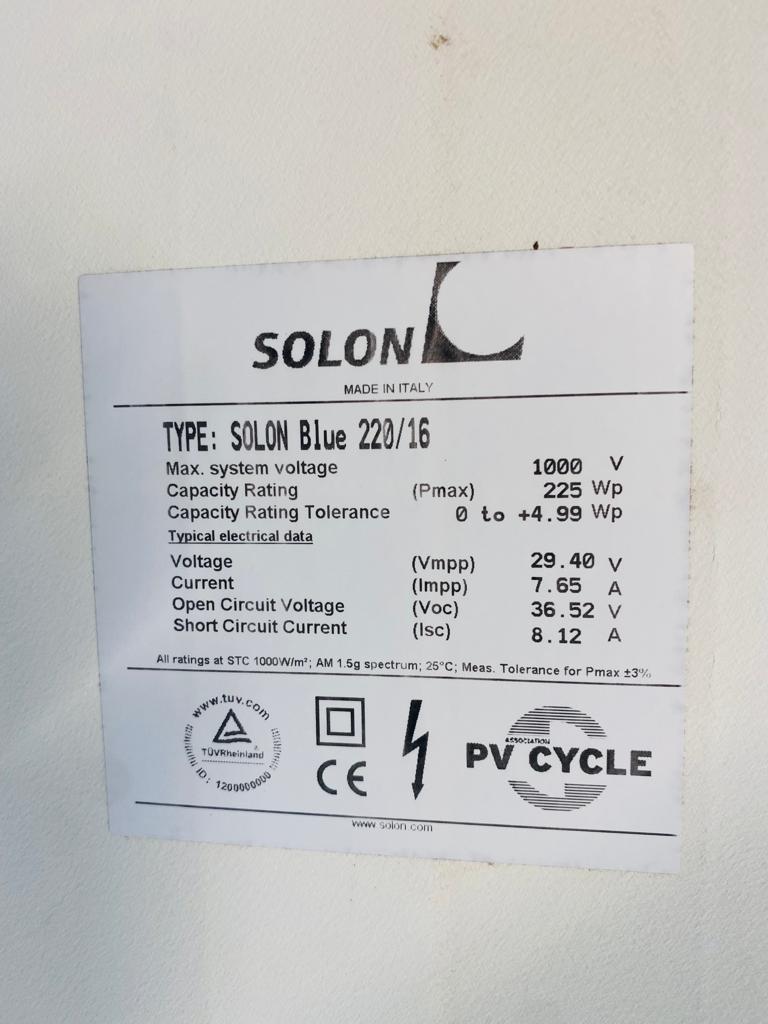 SOLON
MADE IN ITALY
TYPE: SOLON Blue 220/16
Max. system voltage 1000 V
Capacity Rating (Pmax) 225 Wp
Capacity Rating Tolerance 0 to +4.99 Wp
Typical electrical data
Voltage (Vmpp) 29.40 V
Current (Impp) 7.65 A
Open Circuit Voltage (Voc) 36.52 V
Short Circuit Current (Isc) 8.12 A
All ratings at STC 1000W/m²; AM 1.5g spectrum; 25°C; Meas. Tolerance for Pmax ±3%
www.tuv.com
TÜVRheinland®
ID: 1200000000
CE
ASSOCIATION
PV CYCLE
www.solon.com